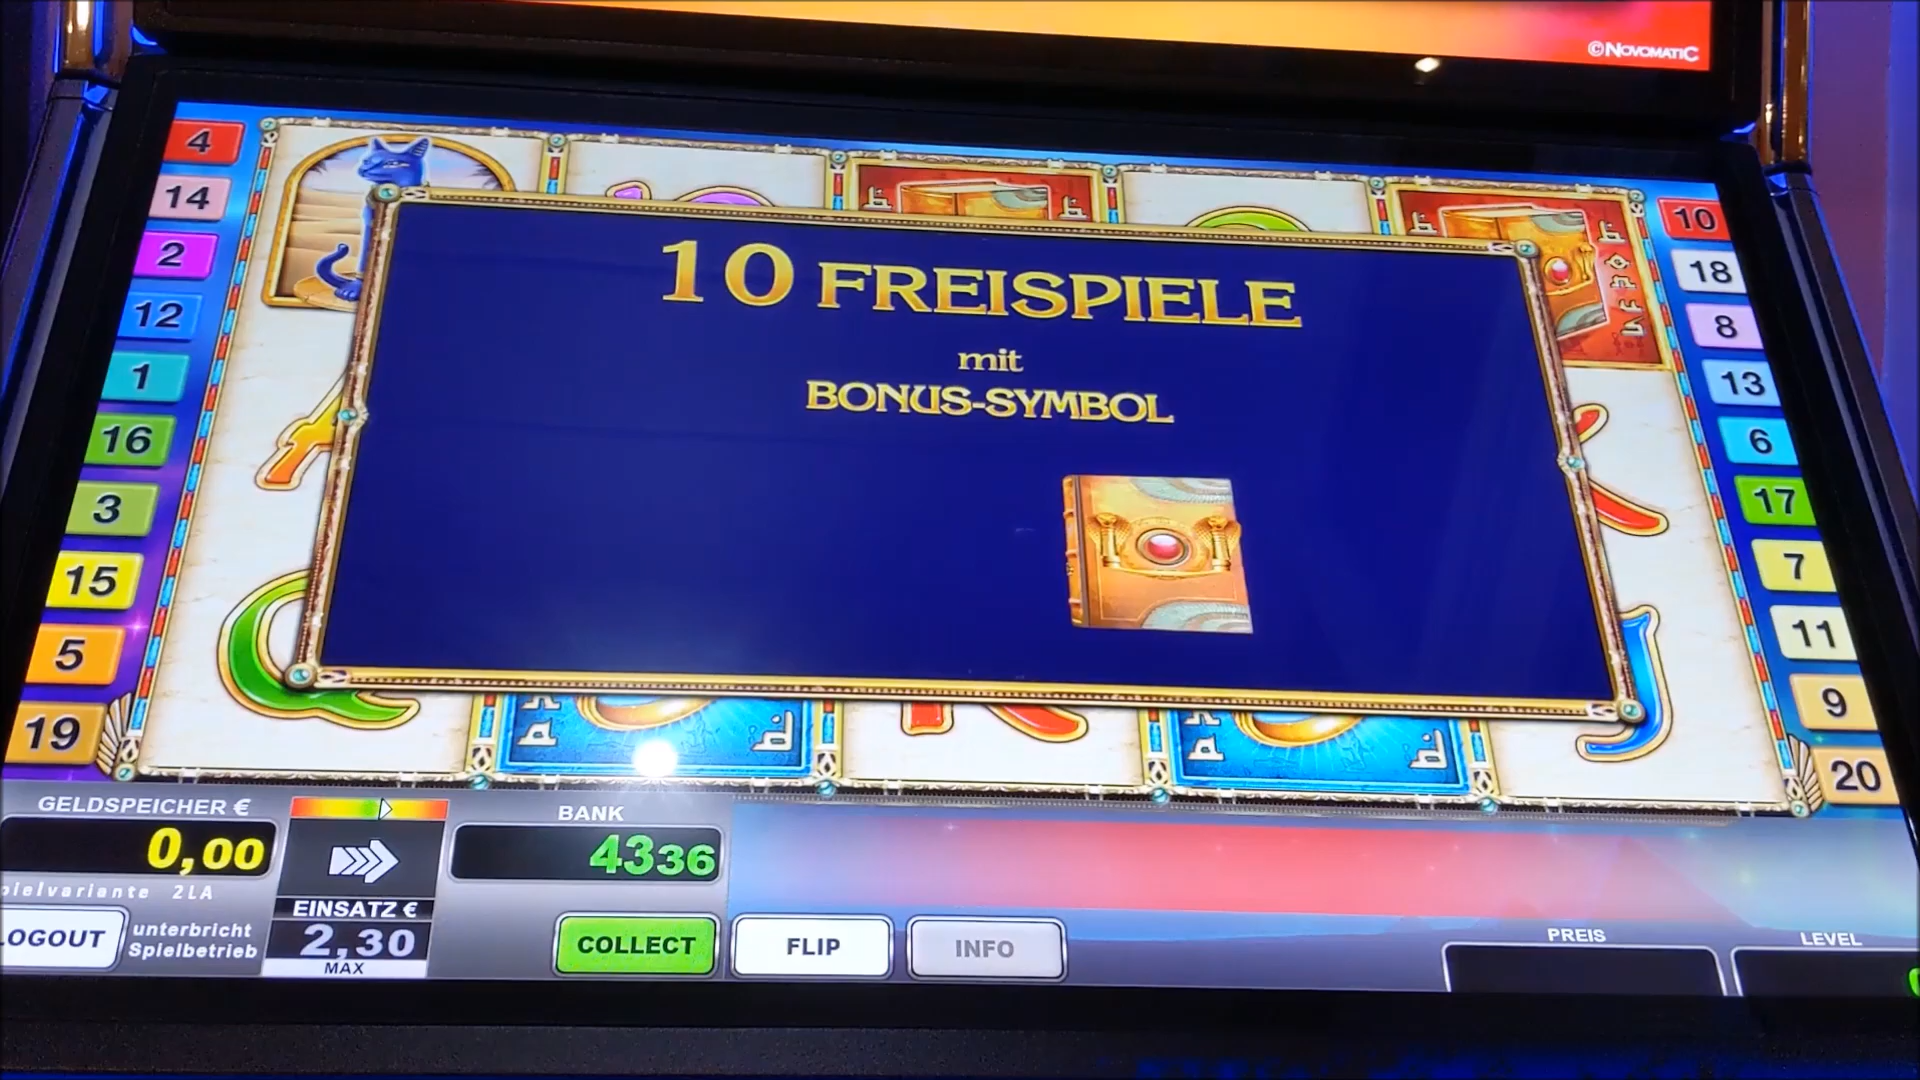 ©NOVOMATIC
4
14
2
12
1
16
3
15
5
19
10 FREISPIELE
mit
BONUS-SYMBOL
10
18
8
13
6
17
7
11
9
20
GELDSPEICHER €
0,00
pielvariante 2LA
LOGOUT
unterbricht
Spielbetrieb
EINSATZ €
2,30
MAX
BANK
4336
COLLECT
FLIP
INFO
PREIS
LEVEL